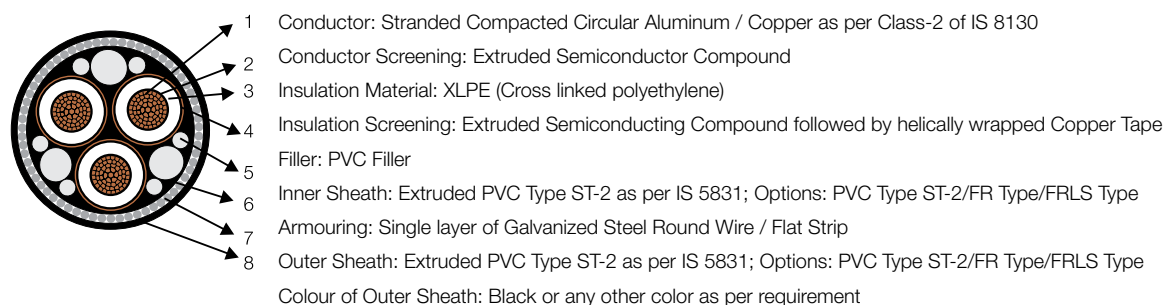 1 Conductor: Stranded Compacted Circular Aluminum / Copper as per Class-2 of IS 8130
2 Conductor Screening: Extruded Semiconductor Compound
3 Insulation Material: XLPE (Cross linked polyethylene)
4 Insulation Screening: Extruded Semiconducting Compound followed by helically wrapped Copper Tape
5 Filler: PVC Filler
6 Inner Sheath: Extruded PVC Type ST-2 as per IS 5831; Options: PVC Type ST-2/FR Type/FRLS Type
7 Armouring: Single layer of Galvanized Steel Round Wire / Flat Strip
8 Outer Sheath: Extruded PVC Type ST-2 as per IS 5831; Options: PVC Type ST-2/FR Type/FRLS Type
Colour of Outer Sheath: Black or any other color as per requirement